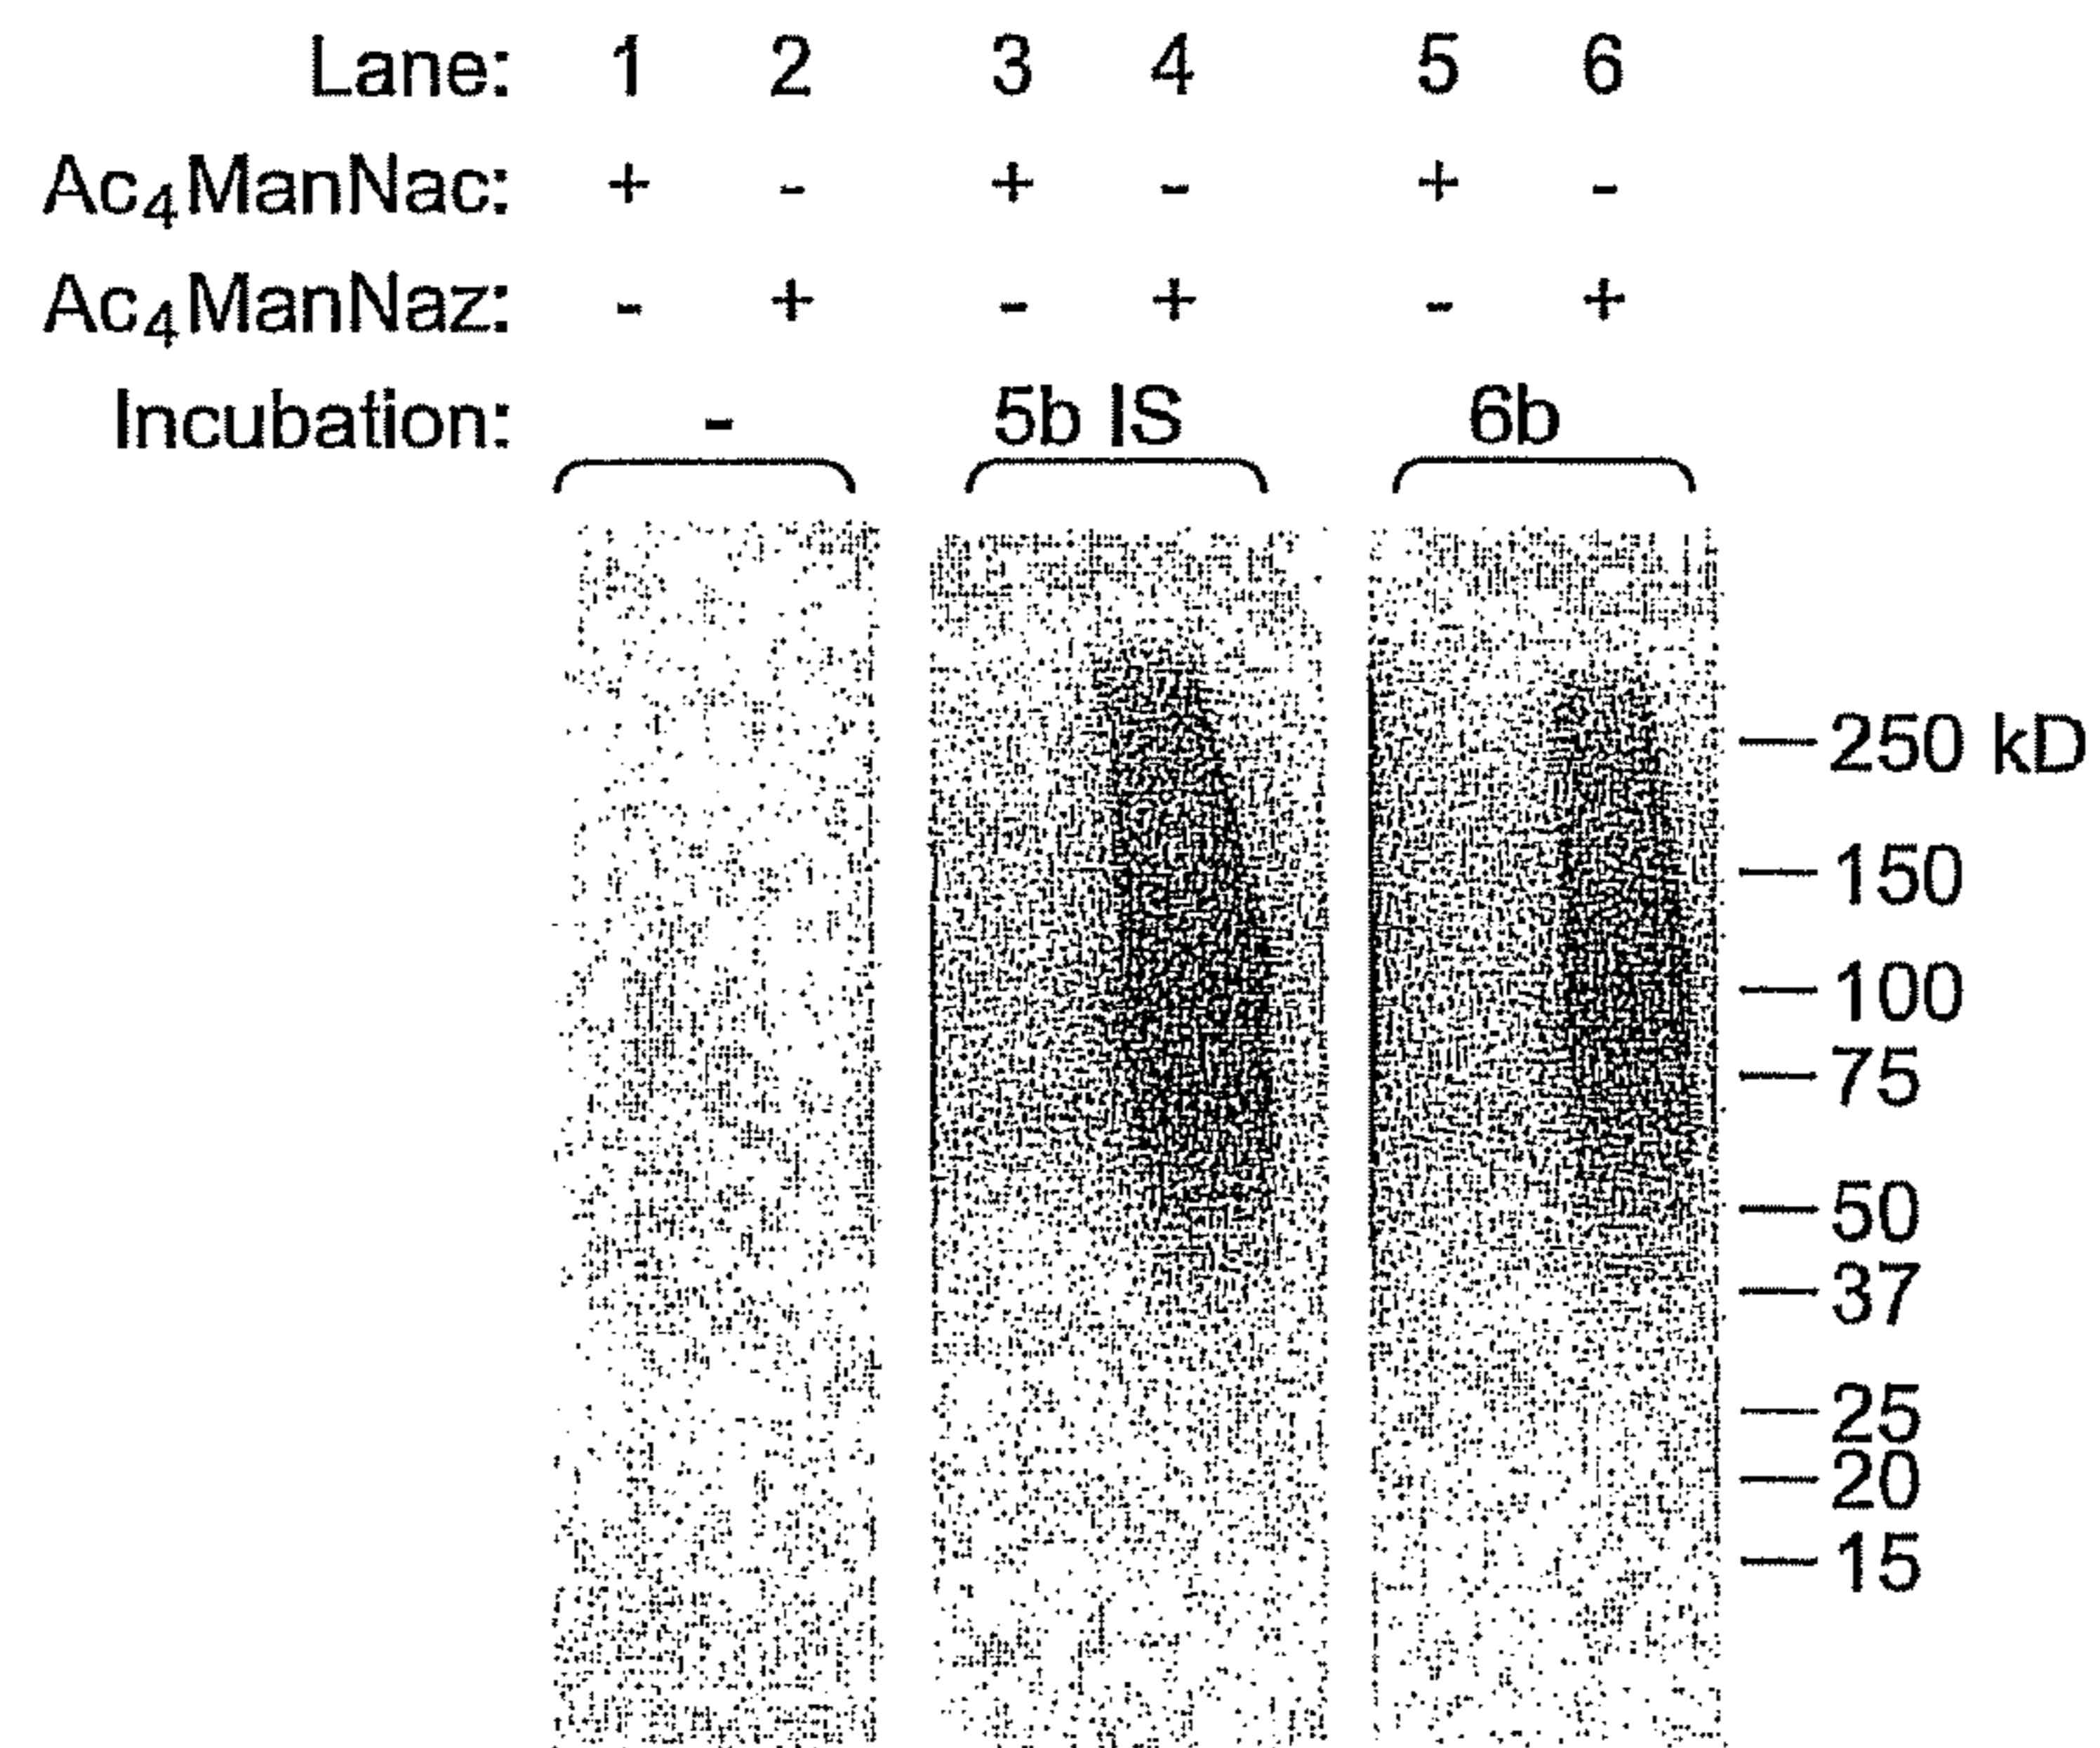 Lane: 1 2 3 4 5 6
Ac₄ManNac: + - + - + -
Ac₄ManNaz: - + - + - +
Incubation: - 5b IS 6b
250 kD
150
100
75
50
37
25
20
15